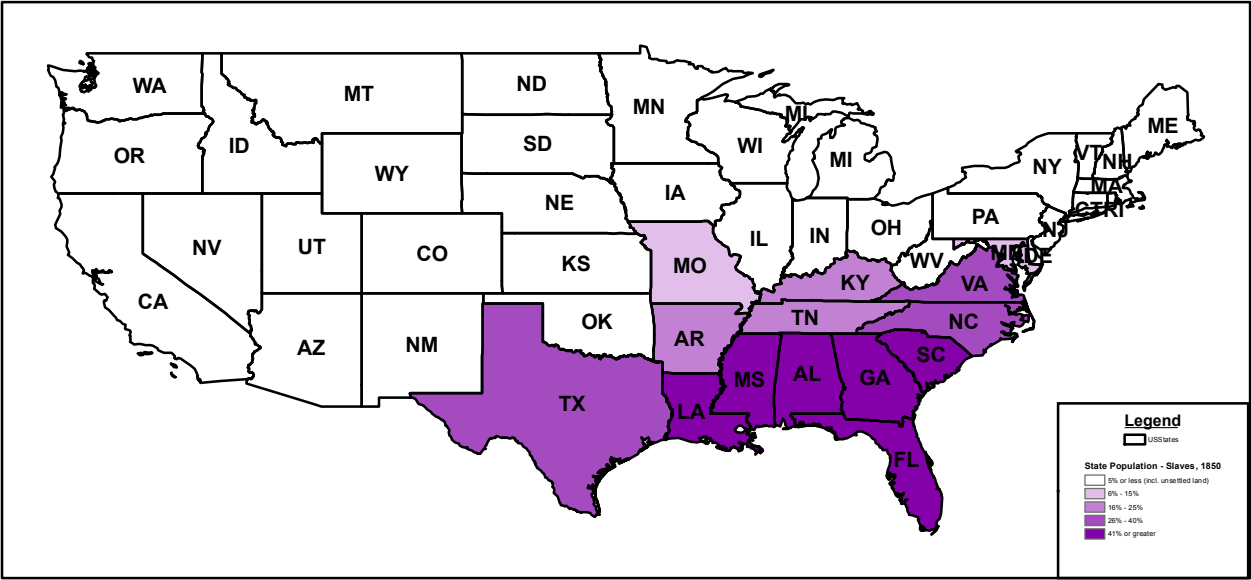 WA
MT
ND
MN
ME
OR
ID
SD
WI
MI
MI
NY
VT
NH
WY
NE
IA
MA
CT
RI
PA
NJ
NV
UT
CO
KS
IL
IN
OH
WV
MD
DE
MO
KY
VA
CA
AZ
NM
OK
AR
TN
NC
SC
TX
LA
MS
AL
GA
FL
Legend
USStates
State Population - Slaves, 1850
5% or less (incl. unsettled land)
6% - 15%
16% - 25%
26% - 40%
41% or greater